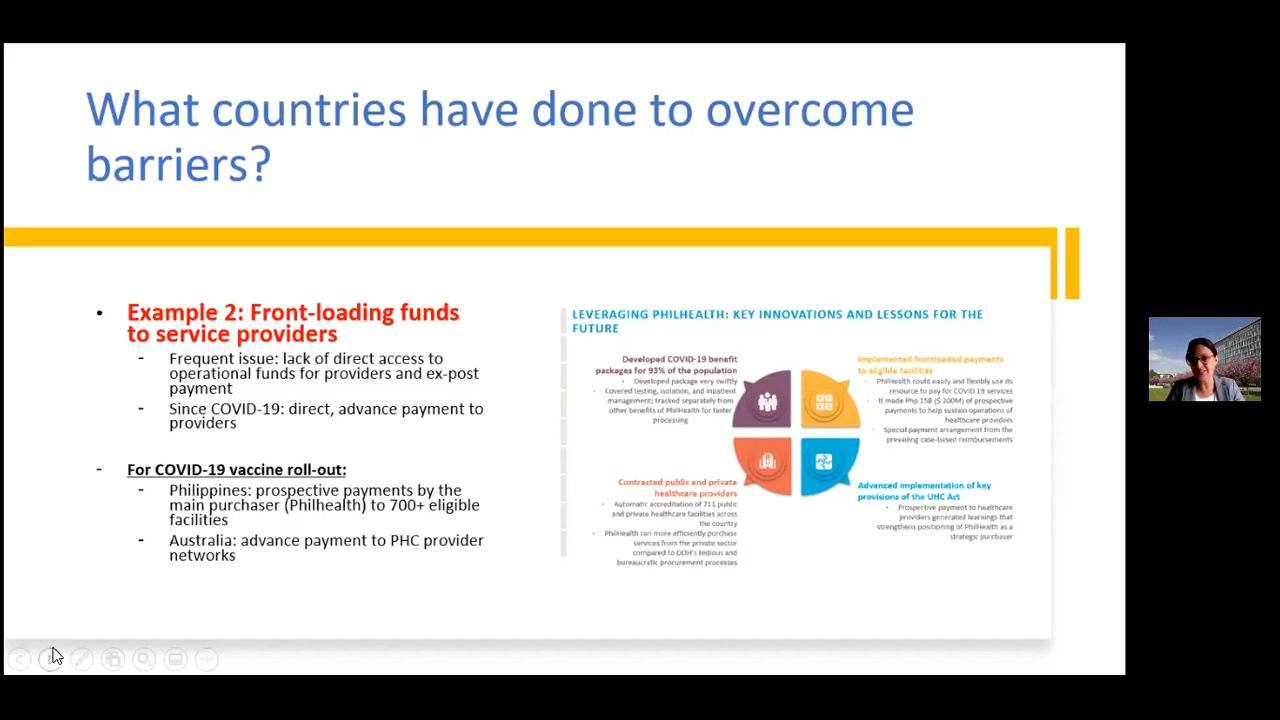 What countries have done to overcome
barriers?
• Example 2: Front-loading funds
to service providers
- Frequent issue: lack of direct access to
operational funds for providers and ex-post
payment
- Since COVID-19: direct, advance payment to
providers
- For COVID-19 vaccine roll-out:
- Philippines: prospective payments by the
main purchaser (Philhealth) to 700+ eligible
facilities
- Australia: advance payment to PHC provider
networks
LEVERAGING PHILHEALTH: KEY INNOVATIONS AND LESSONS FOR THE
FUTURE
Developed COVID-19 benefit
packages for 93% of the population
• Developed package very swiftly
• Covered testing, isolation, and inpatient
management; tracked separately from
other benefits of PhilHealth for faster
processing
Implemented frontloaded payments
to eligible facilities
• PhilHealth could easily and flexibly use its
resource to pay for COVID 19 services
• It made Php 15B ($ 300M) of prospective
payments to help sustain operations of
healthcare providers
• Special payment arrangement from the
prevailing case-based reimbursements
Contracted public and private
healthcare providers
• Automatic accreditation of 711 public
and private healthcare facilities across
the country
• PhilHealth can more efficiently purchase
services from the private sector
compared to DOH's tedious and
bureaucratic procurement processes
Advanced implementation of key
provisions of the UHC Act
• Prospective payment to healthcare
providers generated learnings that
strengthens positioning of PhilHealth as a
strategic purchaser